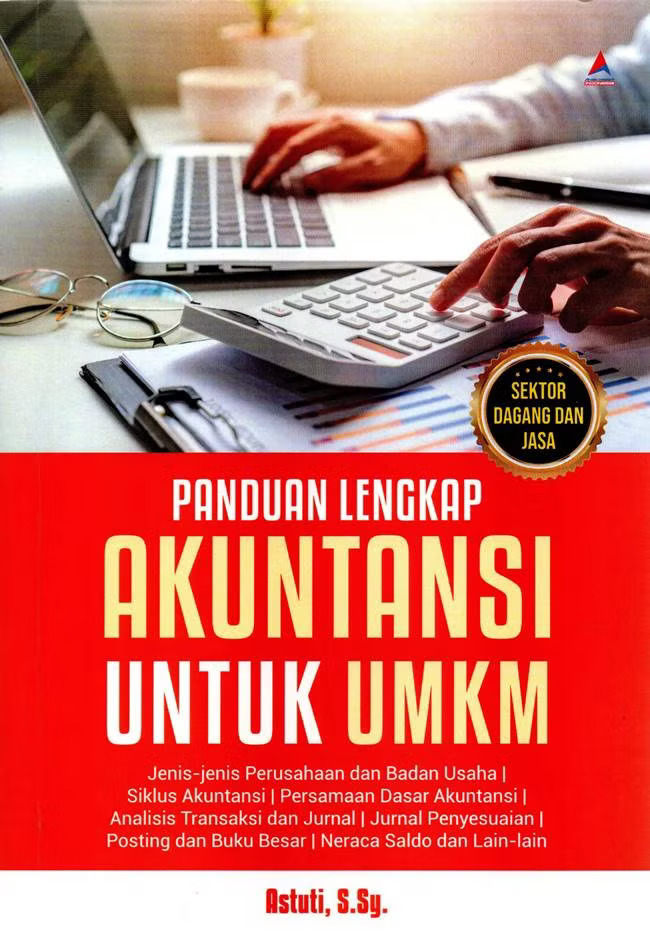 SEKTOR
DAGANG DAN
JASA
PANDUAN LENGKAP
AKUNTANSI
UNTUK UMKM
Jenis-jenis Perusahaan dan Badan Usaha |
Siklus Akuntansi | Persamaan Dasar Akuntansi |
Analisis Transaksi dan Jurnal | Jurnal Penyesuaian |
Posting dan Buku Besar | Neraca Saldo dan Lain-lain
Astuti, S.Sy.